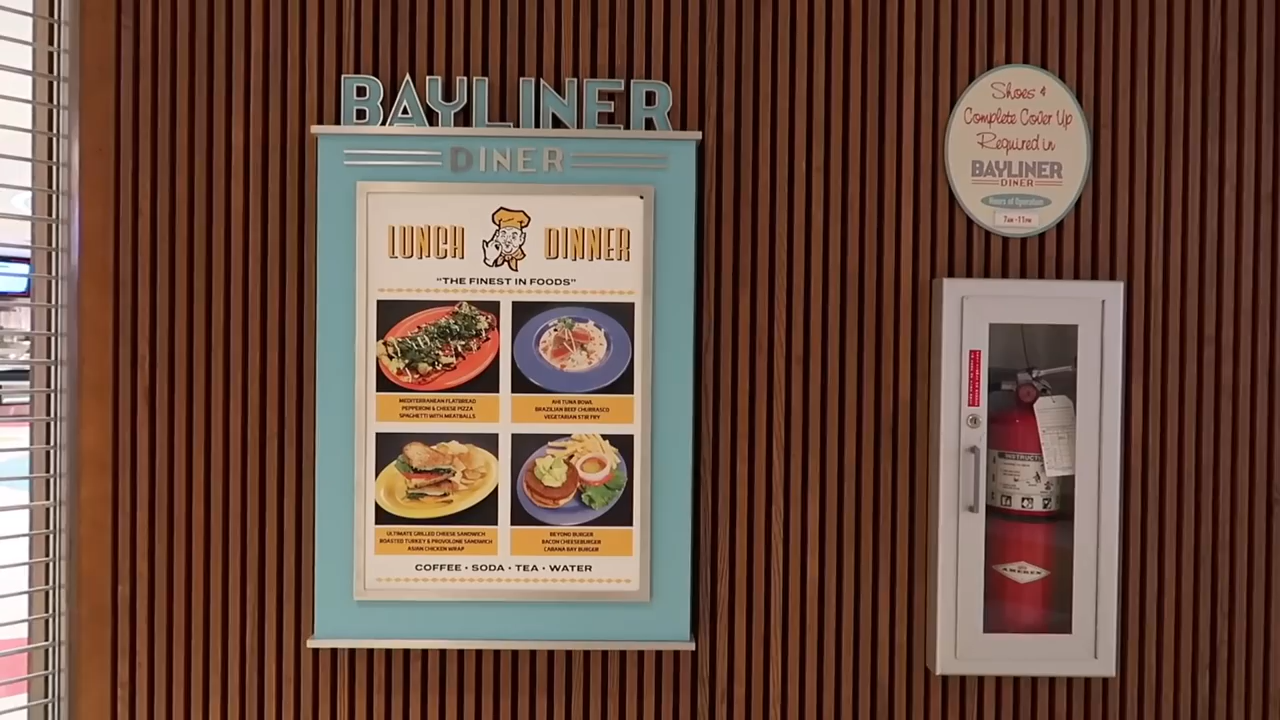 BAYLINER
DINER
LUNCH DINNER
"THE FINEST IN FOODS"
MEDITERRANEAN FLATBREAD
PEPPERONI & CHEESE PIZZA
SPAGHETTI WITH MEATBALLS
AHI TUNA BOWL
BRAZILIAN BEEF CHURRASCO
VEGETARIAN STIR FRY
ULTIMATE GRILLED CHEESE SANDWICH
ROASTED TURKEY & PROVOLONE SANDWICH
ASIAN CHICKEN WRAP
BEYOND BURGER
BACON CHEESEBURGER
CABANA BAY BURGER
COFFEE • SODA • TEA • WATER
Shoes &
Complete Cover Up
Required in
BAYLINER
DINER
Hours of Operation
7AM - 11PM
INSTRUCTI
AMEREX